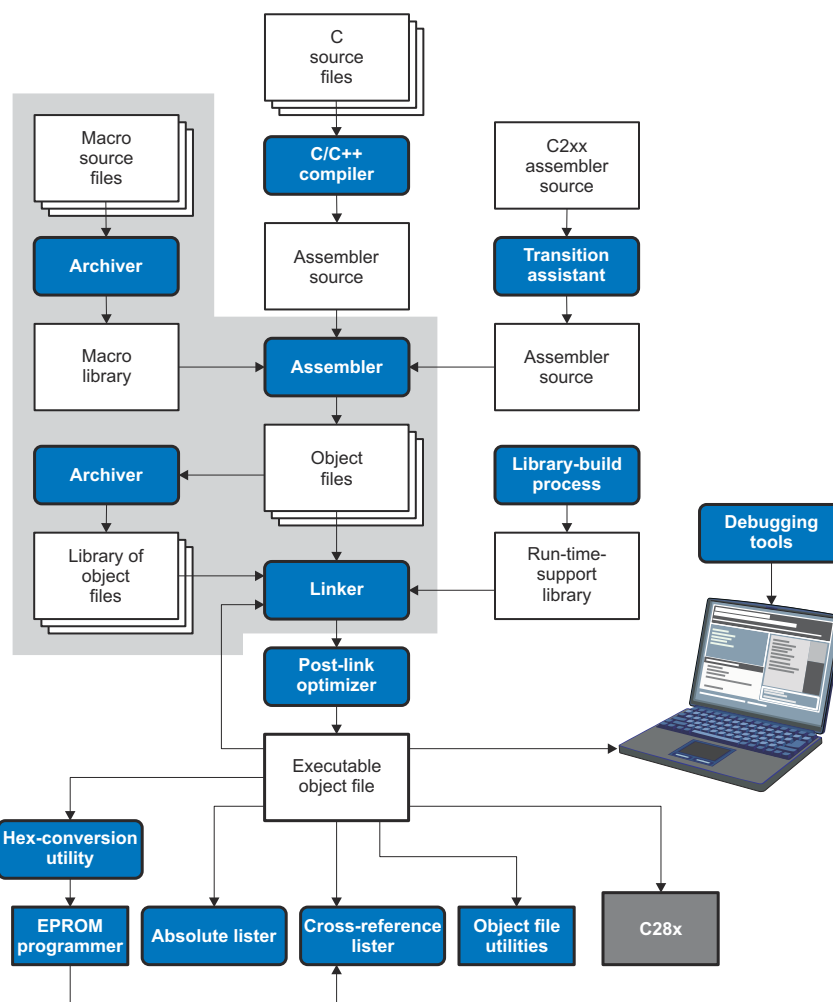 C
source
files
Macro
source
files
C/C++
compiler
C2xx
assembler
source
Archiver
Assembler
source
Transition
assistant
Macro
library
Assembler
Assembler
source
Archiver
Object
files
Library-build
process
Debugging
tools
Library of
object
files
Linker
Run-time-
support
library
Post-link
optimizer
Executable
object file
Hex-conversion
utility
EPROM
programmer
Absolute lister
Cross-reference
lister
Object file
utilities
C28x